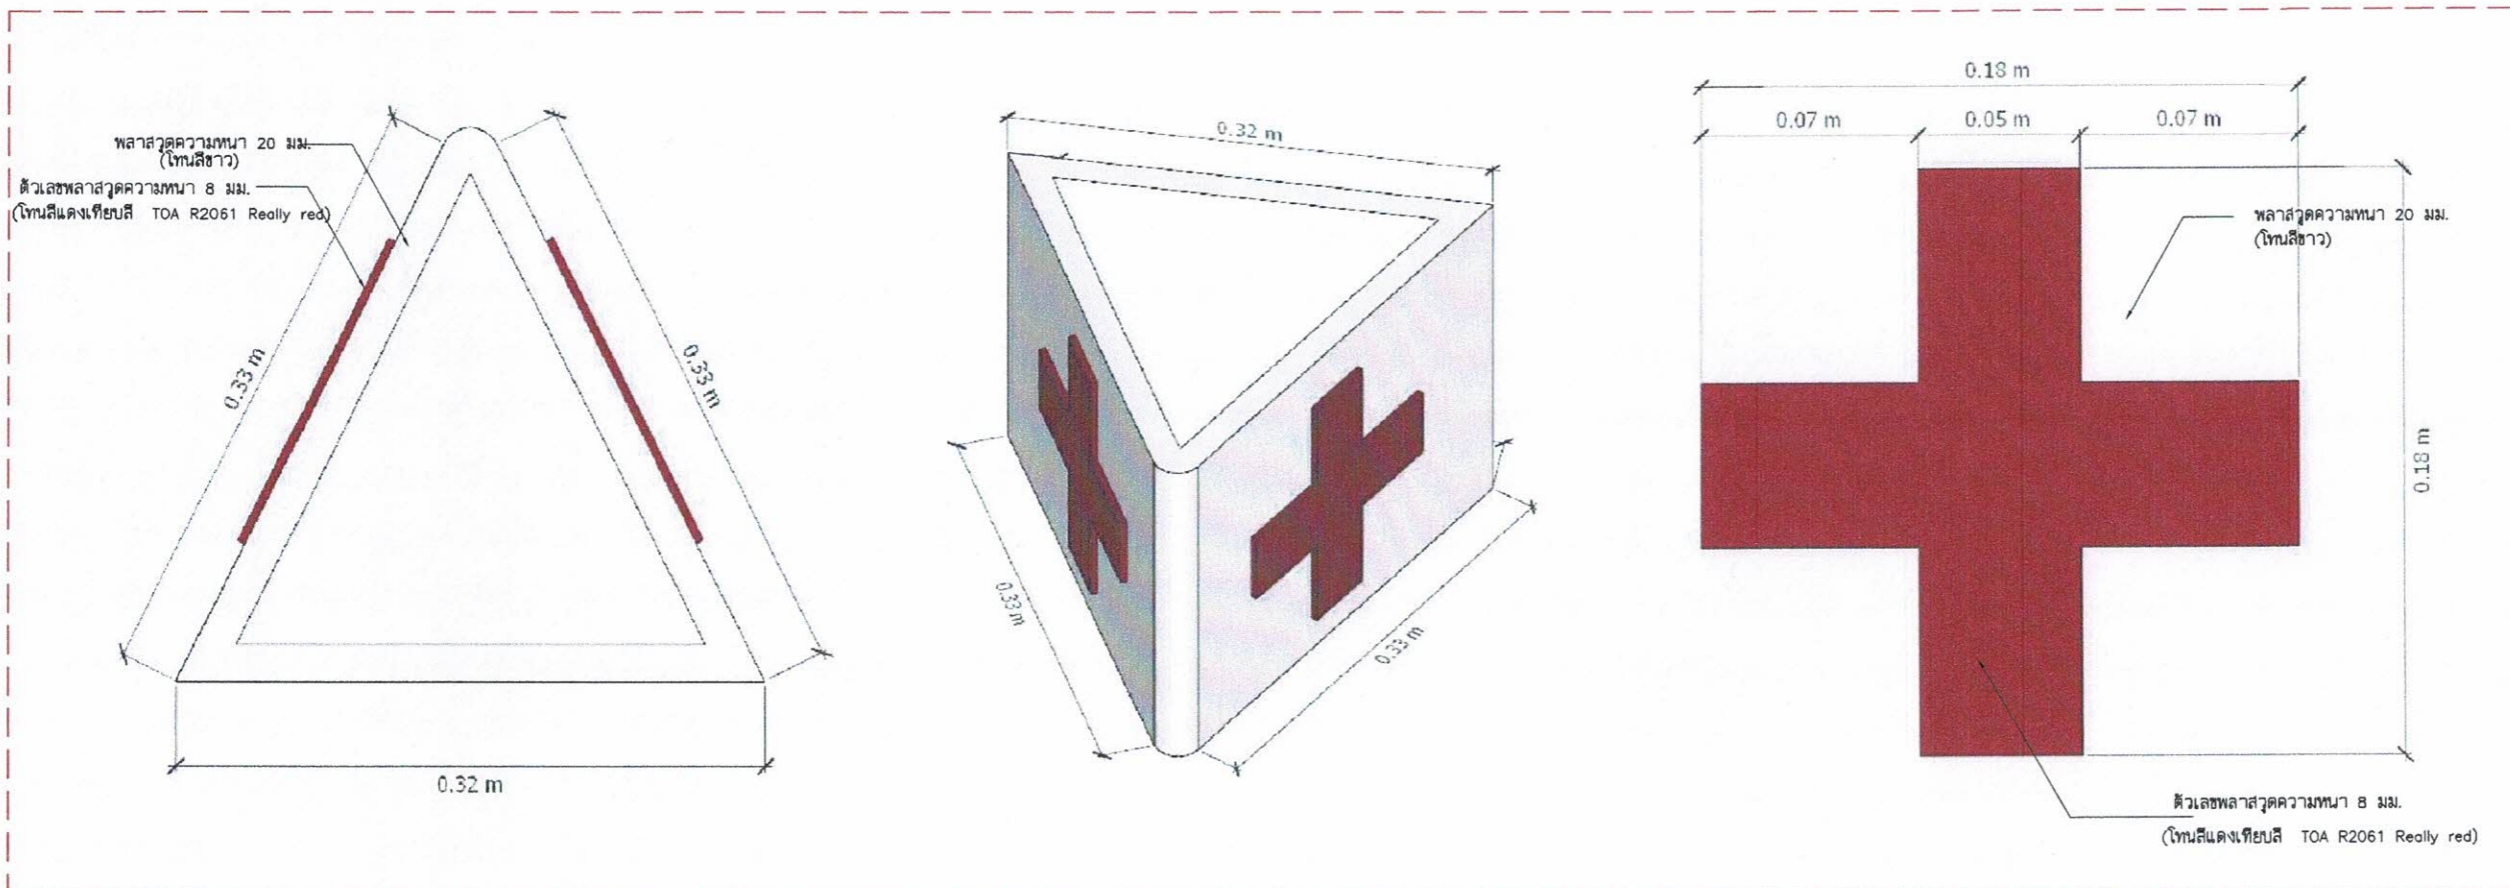 พลาสวูดความหนา 20 มม.
(โทนสีขาว)
ตัวเลขพลาสวูดความหนา 8 มม.
(โทนสีแดงเทียบสี TOA R2061 Really red)
0.33 m
0.33 m
0.32 m
0.32 m
0.33 m
0.33 m
0.18 m
0.07 m
0.05 m
0.07 m
พลาสวูดความหนา 20 มม.
(โทนสีขาว)
0.18 m
ตัวเลขพลาสวูดความหนา 8 มม.
(โทนสีแดงเทียบสี TOA R2061 Really red)